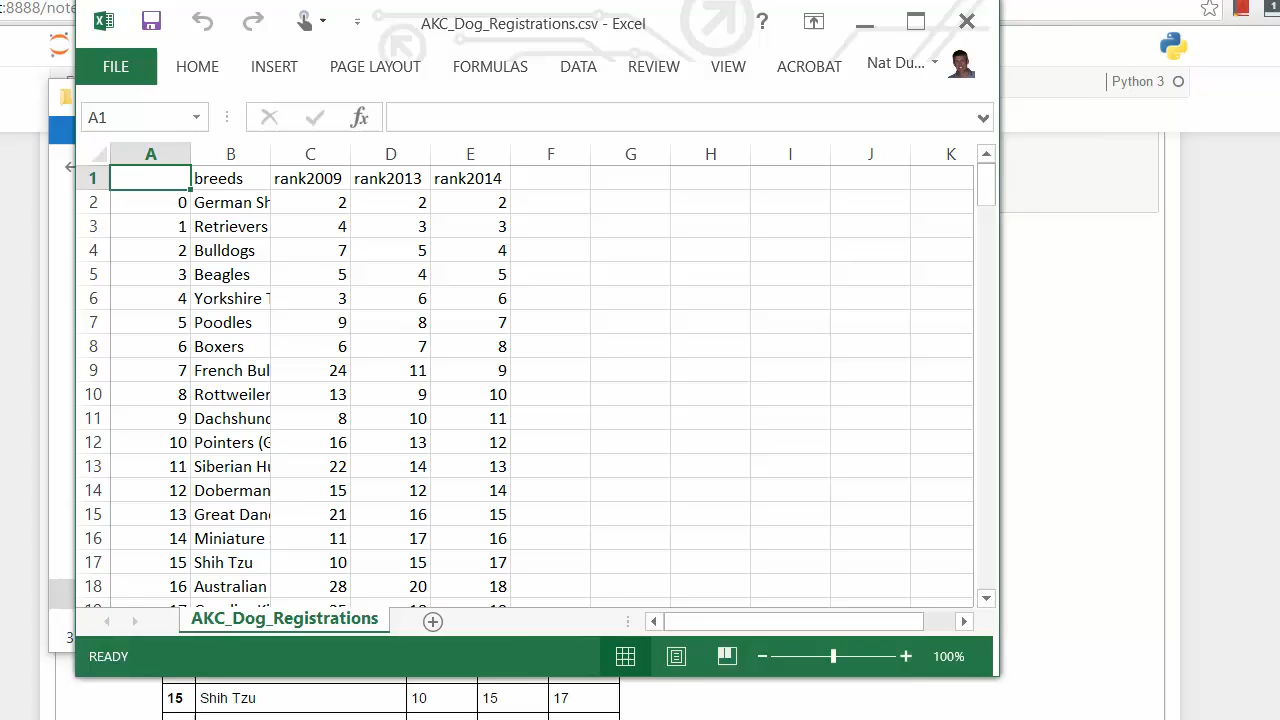 t:8888/note
AKC_Dog_Registrations.csv - Excel
?
FILE HOME INSERT PAGE LAYOUT FORMULAS DATA REVIEW VIEW ACROBAT Nat Du...
Python 3
A1 fx
A B C D E F G H I J K
1 breeds rank2009 rank2013 rank2014
2 0 German Sh 2 2 2
3 1 Retrievers 4 3 3
4 2 Bulldogs 7 5 4
5 3 Beagles 5 4 5
6 4 Yorkshire T 3 6 6
7 5 Poodles 9 8 7
8 6 Boxers 6 7 8
9 7 French Bul 24 11 9
10 8 Rottweiler 13 9 10
11 9 Dachshund 8 10 11
12 10 Pointers (G 16 13 12
13 11 Siberian Hu 22 14 13
14 12 Doberman 15 12 14
15 13 Great Dane 21 16 15
16 14 Miniature 11 17 16
17 15 Shih Tzu 10 15 17
18 16 Australian 28 20 18
AKC_Dog_Registrations
3
READY 100%
15 Shih Tzu 10 15 17